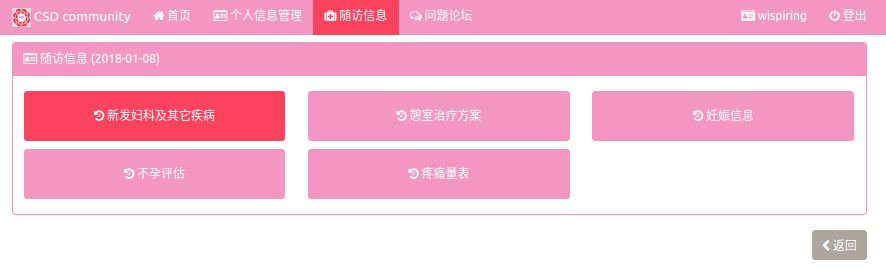 CSD community 首页 个人信息管理 随访信息 问题论坛 wispiring 登出
随访信息 (2018-01-08)
新发妇科及其它疾病 憩室治疗方案 妊娠信息
不孕评估 疼痛量表
返回